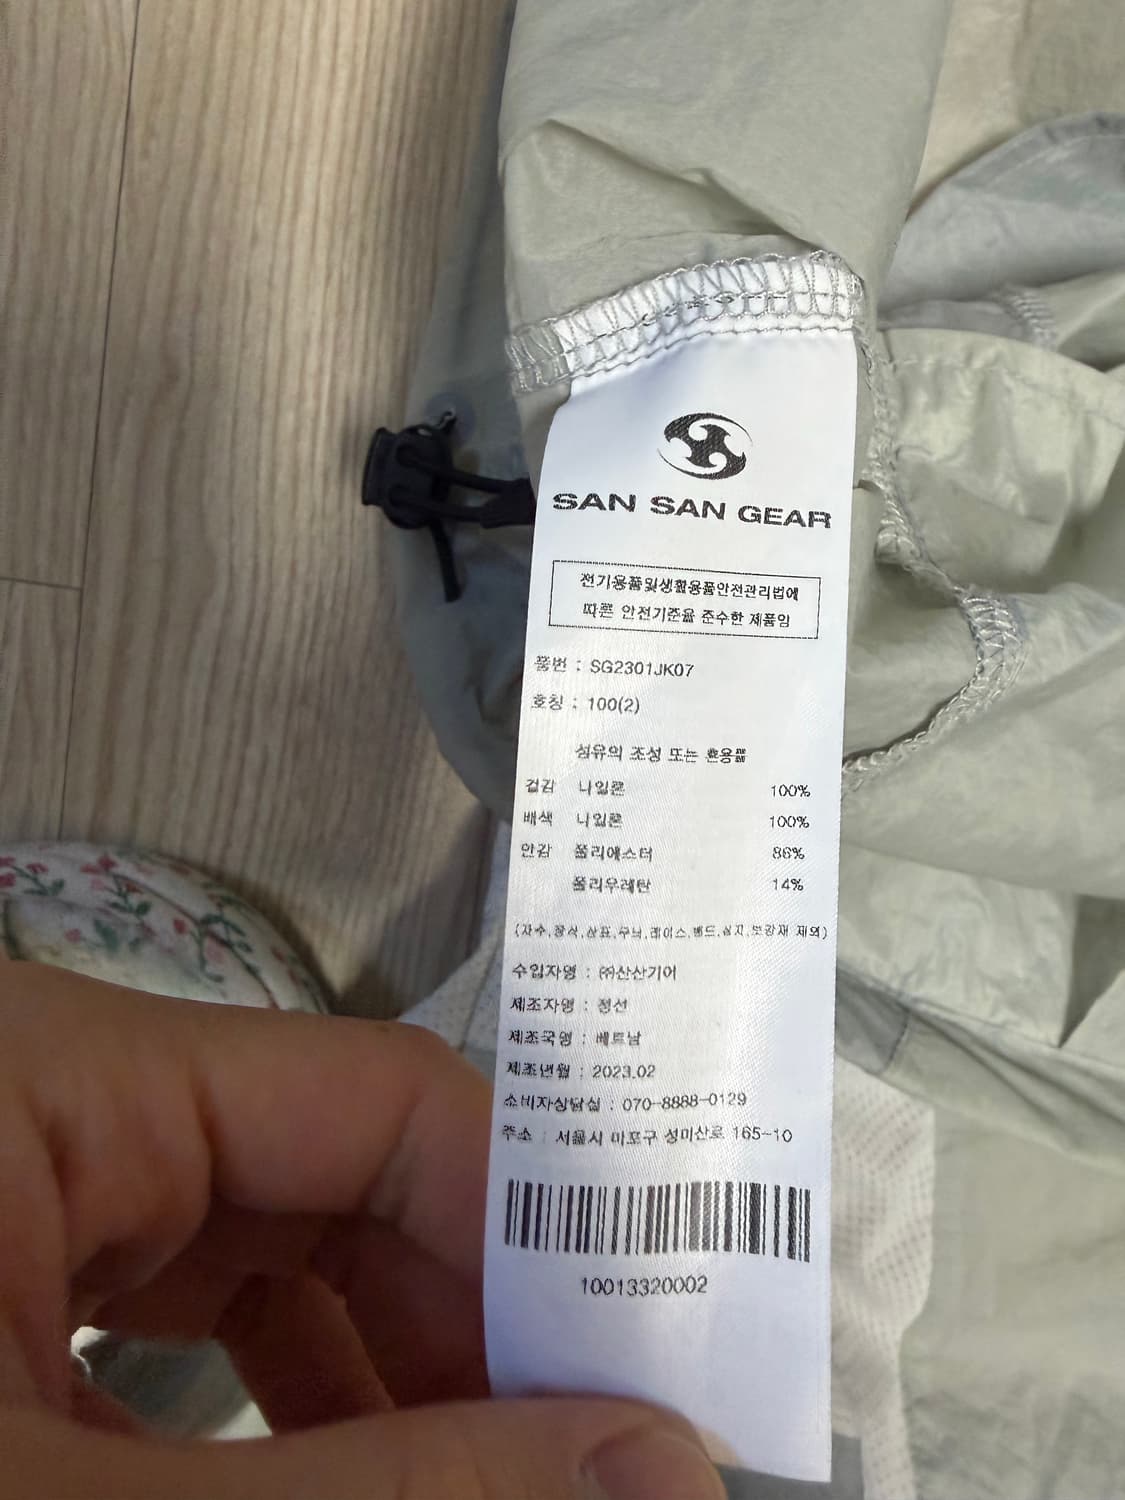 SAN SAN GEAR
전기용품및생활용품안전관리법에
따른 안전기준을 준수한 제품임
품번 : SG2301JK07
호칭 : 100(2)
섬유의 조성 또는 혼용률
겉감 나일론 100%
배색 나일론 100%
안감 폴리에스터 86%
폴리우레탄 14%
(자수,장식,상표,무늬,레이스,밴드,심지,보강재 제외)
수입자명 : ㈜산산기어
제조자명 : 정선
제조국명 : 베트남
제조년월 : 2023.02
소비자상담실 : 070-8888-0129
주소 : 서울시 마포구 성미산로 165-10
10013320002